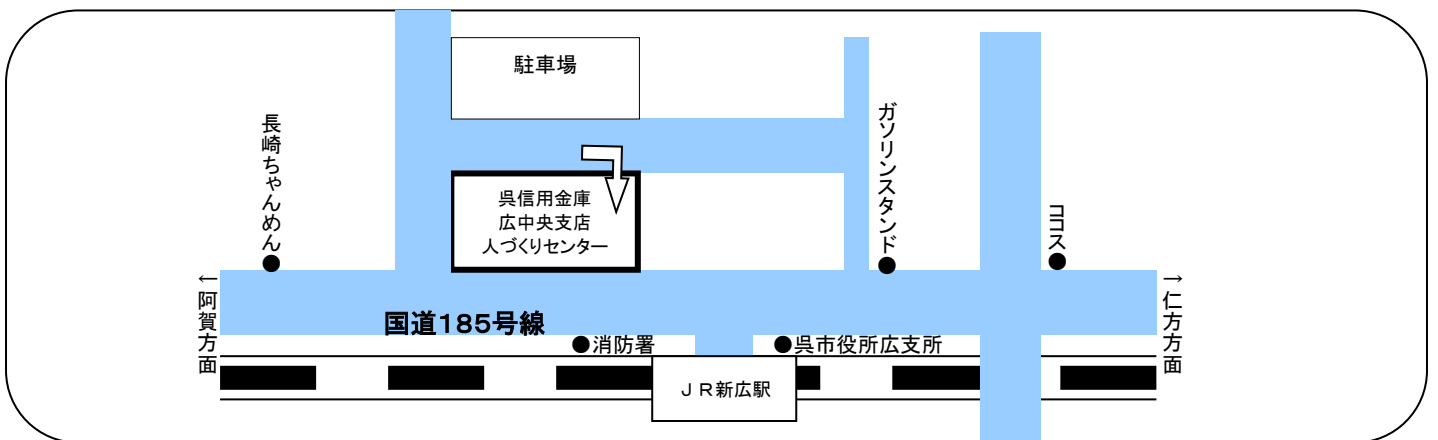 駐車場
長崎ちゃんめん
ガソリンスタンド
ココス
呉信用金庫
広中央支店
人づくりセンター
←阿賀方面
→仁方方面
国道185号線
●消防署
●呉市役所広支所
ＪＲ新広駅